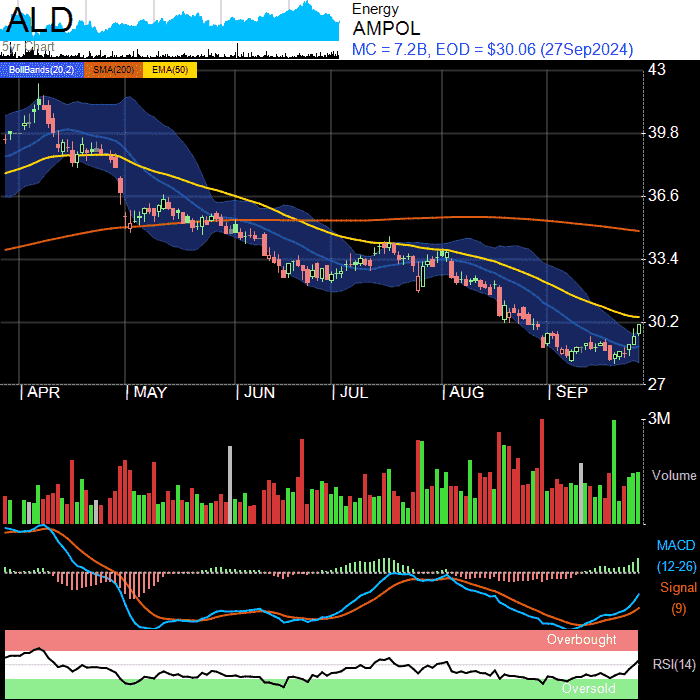 ALD
5yr Chart
Energy
AMPOL
MC = 7.2B, EOD = $30.06 (27Sep2024)
BollBands(20,2) SMA(200) EMA(50)
43
39.8
36.6
33.4
30.2
27
APR MAY JUN JUL AUG SEP
3M
Volume
MACD
(12-26)
Signal
(9)
Overbought
RSI(14)
Oversold